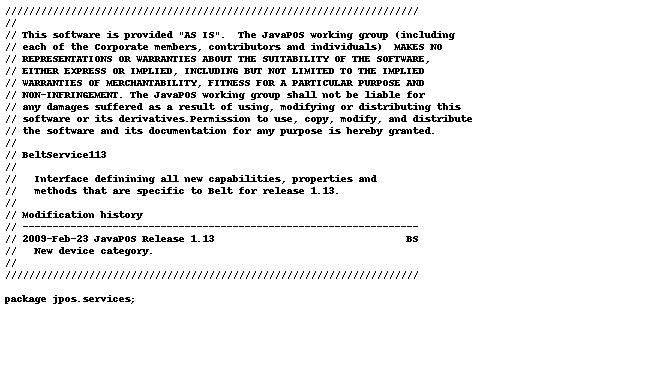 //////////////////////////////////////////////////////////////////////
//
// This software is provided "AS IS".  The JavaPOS working group (including
// each of the Corporate members, contributors and individuals)  MAKES NO
// REPRESENTATIONS OR WARRANTIES ABOUT THE SUITABILITY OF THE SOFTWARE,
// EITHER EXPRESS OR IMPLIED, INCLUDING BUT NOT LIMITED TO THE IMPLIED
// WARRANTIES OF MERCHANTABILITY, FITNESS FOR A PARTICULAR PURPOSE AND
// NON-INFRINGEMENT. The JavaPOS working group shall not be liable for
// any damages suffered as a result of using, modifying or distributing this
// software or its derivatives.Permission to use, copy, modify, and distribute
// the software and its documentation for any purpose is hereby granted.
//
// BeltService113
//
//   Interface definining all new capabilities, properties and
//   methods that are specific to Belt for release 1.13.
//
// Modification history
// ------------------------------------------------------------------
// 2009-Feb-23 JavaPOS Release 1.13                                BS
//   New device category.
//
//////////////////////////////////////////////////////////////////////
package jpos.services;